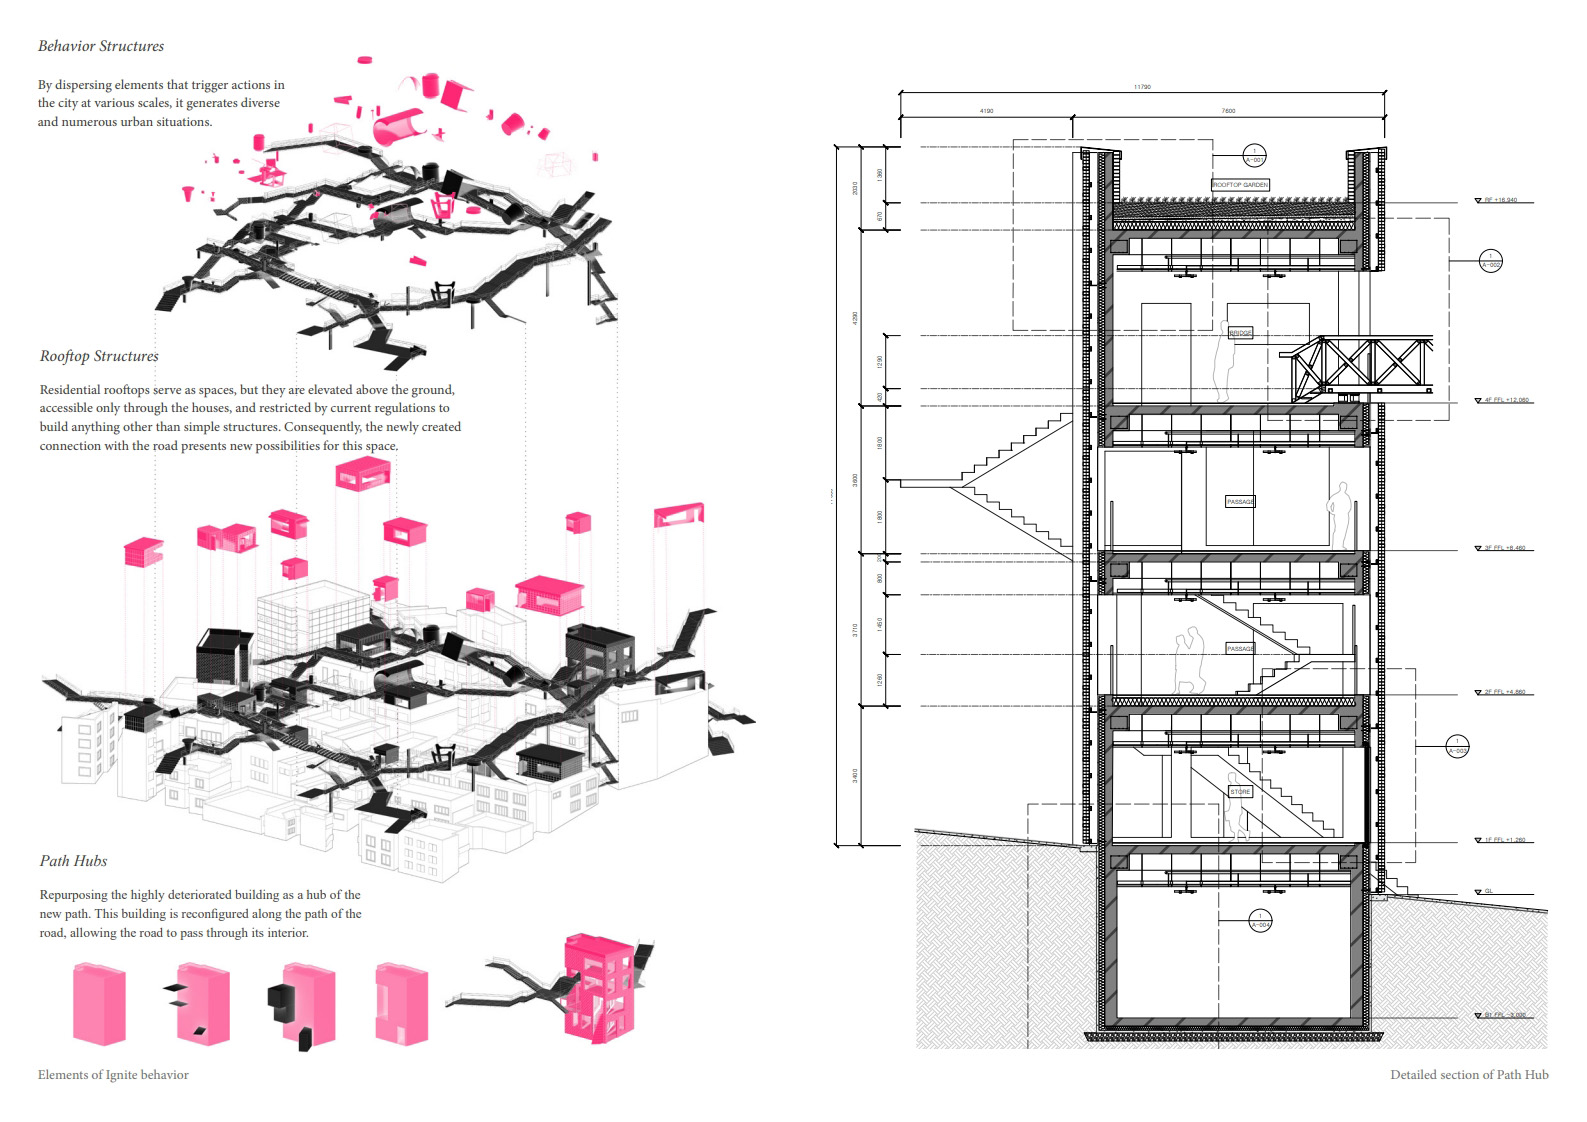 Behavior Structures
By dispersing elements that trigger actions in
the city at various scales, it generates diverse
and numerous urban situations.
Rooftop Structures
Residential rooftops serve as spaces, but they are elevated above the ground,
accessible only through the houses, and restricted by current regulations to
build anything other than simple structures. Consequently, the newly created
connection with the road presents new possibilities for this space.
Path Hubs
Repurposing the highly deteriorated building as a hub of the
new path. This building is reconfigured along the path of the
road, allowing the road to pass through its interior.
Elements of Ignite behavior
11790
4190
7600
1
A-001
ROOFTOP GARDEN
2030
1360
670
RF +16.940
1
A-002
4290
BRIDGE
1290
420
4F FFL +12.060
1800
3600
PASSAGE
1800
3F FFL +8.460
800
3710
1450
PASSAGE
1260
2F FFL +4.860
1
A-003
3400
STORE
1F FFL +1.260
GL
1
A-004
B1 FFL -3.000
Detailed section of Path Hub